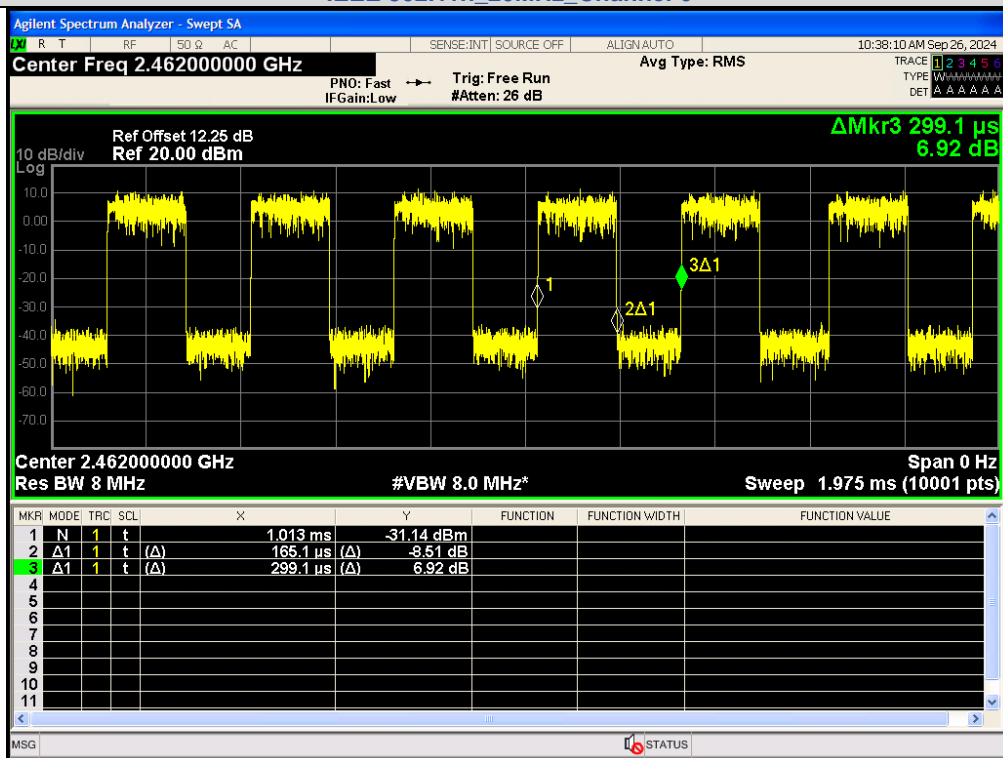 Agilent Spectrum Analyzer - Swept SA
LXI R T RF 50 Ω AC SENSE:INT SOURCE OFF ALIGN AUTO 10:38:10 AM Sep 26, 2024
Center Freq 2.462000000 GHz
PNO: Fast
IFGain:Low
Trig: Free Run
#Atten: 26 dB
Avg Type: RMS
TRACE 1 2 3 4 5 6
TYPE
DET A A A A A A
ΔMkr3 299.1 µs
6.92 dB
Ref Offset 12.25 dB
10 dB/div Ref 20.00 dBm
Log
10.0
0.00
-10.0
-20.0
-30.0
-40.0
-50.0
-60.0
-70.0
1
2Δ1
3Δ1
Center 2.462000000 GHz Span 0 Hz
Res BW 8 MHz #VBW 8.0 MHz* Sweep 1.975 ms (10001 pts)
MKR MODE TRC SCL X Y FUNCTION FUNCTION WIDTH FUNCTION VALUE
1 N 1 t 1.013 ms -31.14 dBm
2 Δ1 1 t (Δ) 165.1 µs (Δ) -8.51 dB
3 Δ1 1 t (Δ) 299.1 µs (Δ) 6.92 dB
4
5
6
7
8
9
10
11
MSG STATUS